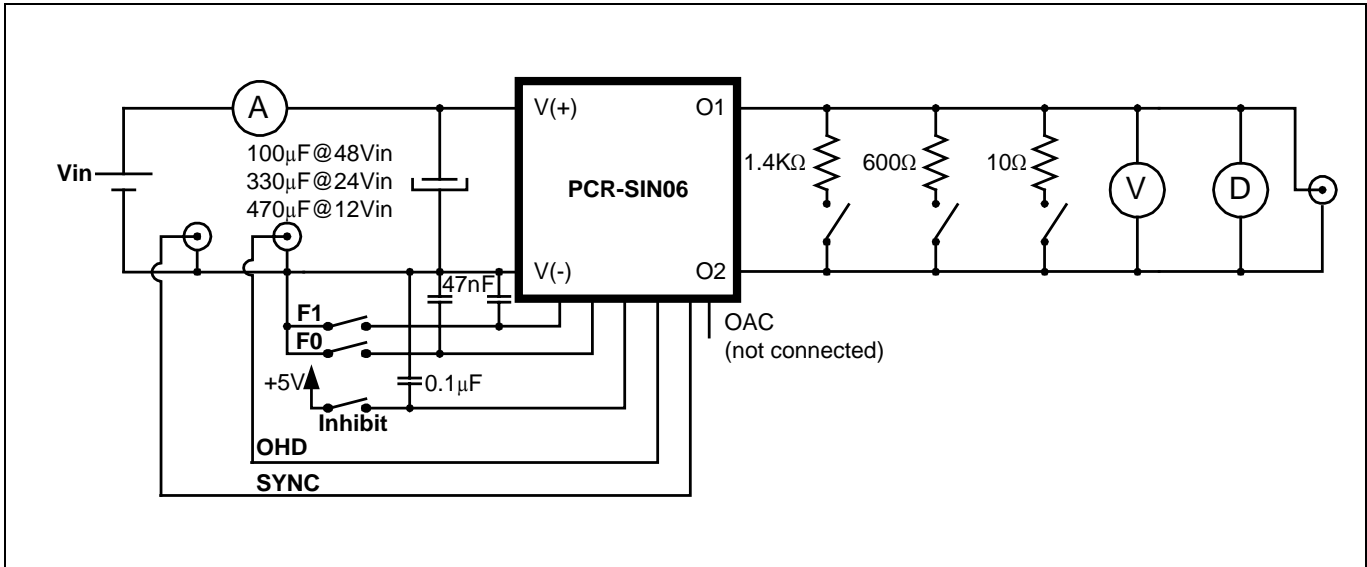 A
V(+)
O1
100μF@48Vin
330μF@24Vin
470μF@12Vin
Vin
PCR-SIN06
1.4KΩ
600Ω
10Ω
V
D
V(-)
O2
47nF
F1
F0
OAC
(not connected)
+5V
0.1μF
Inhibit
OHD
SYNC